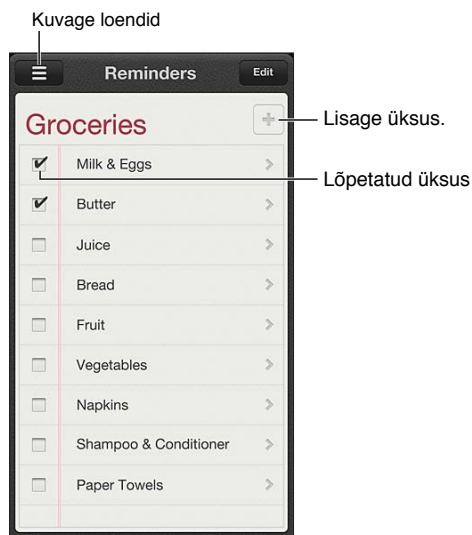 Kuvage loendid
Reminders Edit
Groceries
Lisage üksus.
Milk & Eggs
Lõpetatud üksus
Butter
Juice
Bread
Fruit
Vegetables
Napkins
Shampoo & Conditioner
Paper Towels